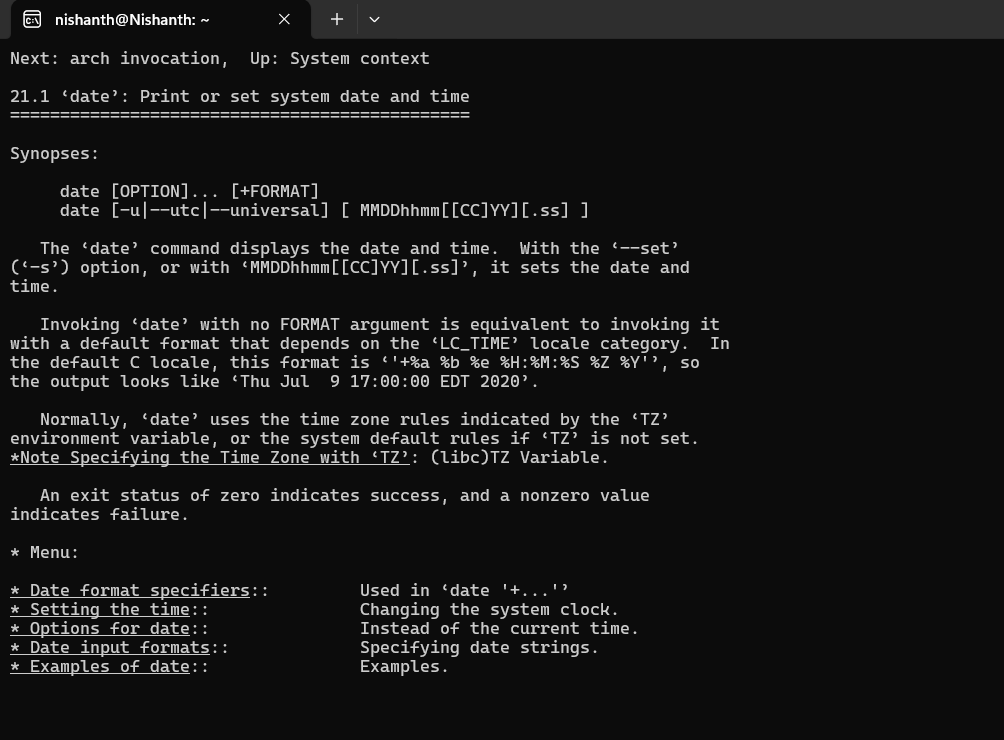 nishanth@Nishanth: ~
Next: arch invocation,  Up: System context
21.1 ‘date’: Print or set system date and time
==============================================
Synopses:
     date [OPTION]... [+FORMAT]
     date [-u|--utc|--universal] [ MMDDhhmm[[CC]YY][.ss] ]
   The ‘date’ command displays the date and time.  With the ‘--set’
(‘-s’) option, or with ‘MMDDhhmm[[CC]YY][.ss]’, it sets the date and
time.
   Invoking ‘date’ with no FORMAT argument is equivalent to invoking it
with a default format that depends on the ‘LC_TIME’ locale category.  In
the default C locale, this format is ‘'+%a %b %e %H:%M:%S %Z %Y'’, so
the output looks like ‘Thu Jul  9 17:00:00 EDT 2020’.
   Normally, ‘date’ uses the time zone rules indicated by the ‘TZ’
environment variable, or the system default rules if ‘TZ’ is not set.
*Note Specifying the Time Zone with ‘TZ’: (libc)TZ Variable.
   An exit status of zero indicates success, and a nonzero value
indicates failure.
* Menu:
* Date format specifiers::         Used in ‘date '+...'’
* Setting the time::               Changing the system clock.
* Options for date::               Instead of the current time.
* Date input formats::             Specifying date strings.
* Examples of date::               Examples.